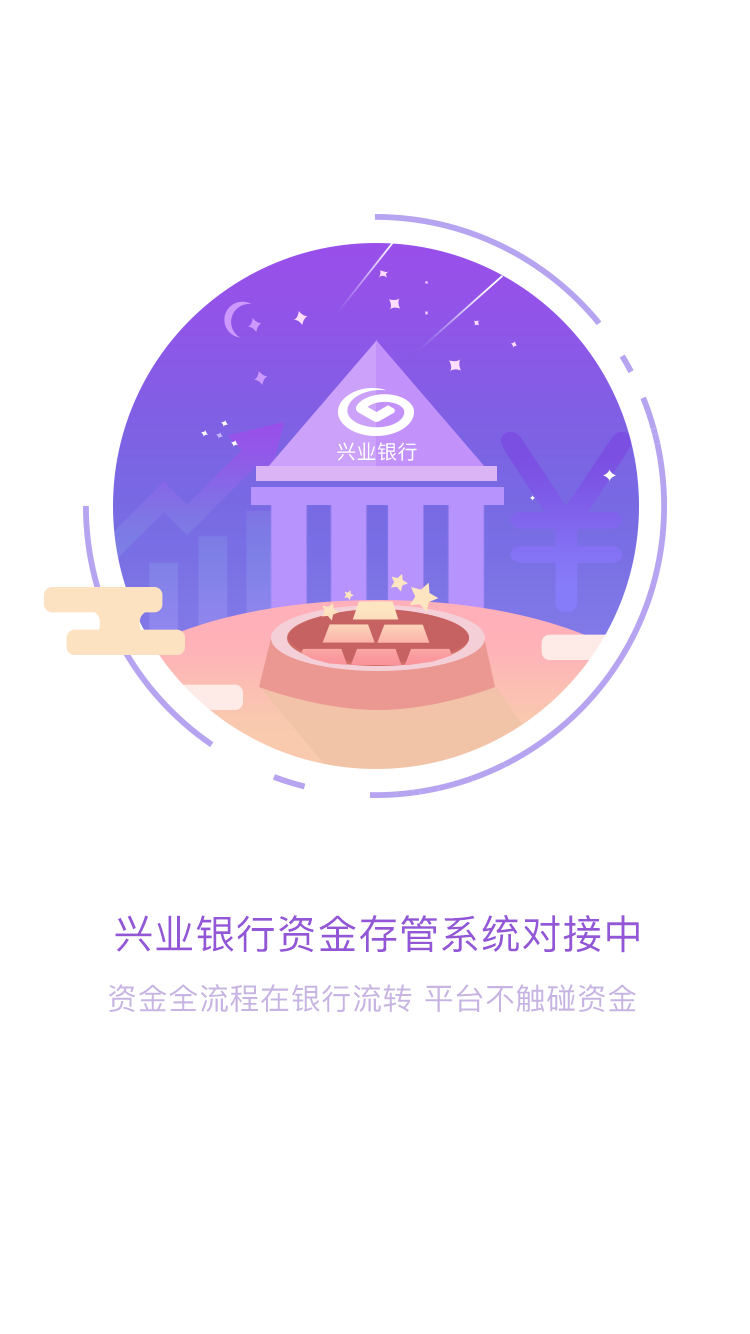 兴业银行
兴业银行资金存管系统对接中
资金全流程在银行流转 平台不触碰资金